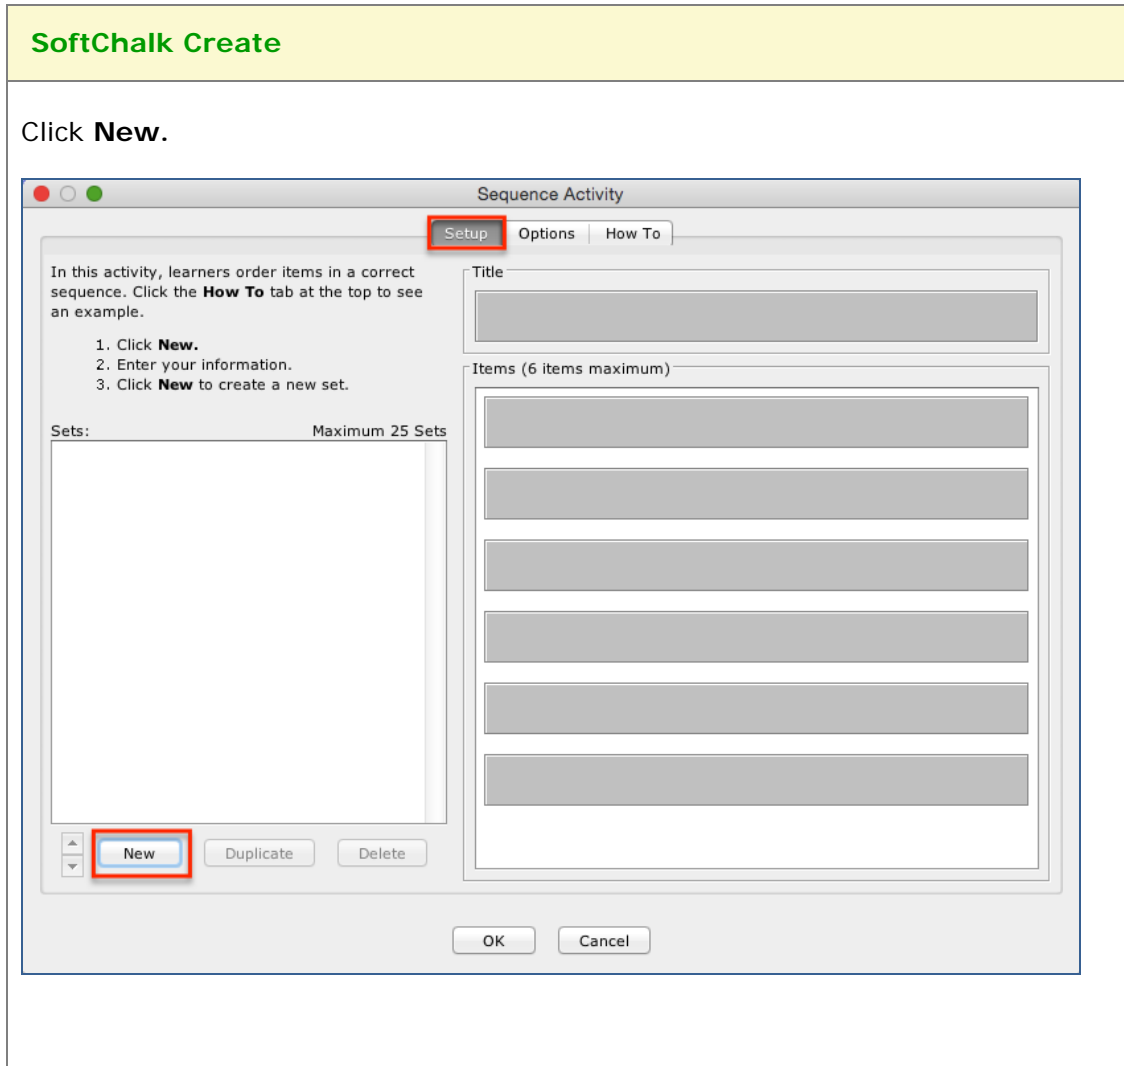 SoftChalk Create
Click New.
Sequence Activity
Setup Options How To
In this activity, learners order items in a correct
sequence. Click the How To tab at the top to see
an example.
1. Click New.
2. Enter your information.
3. Click New to create a new set.
Sets: Maximum 25 Sets
New Duplicate Delete
Title
Items (6 items maximum)
OK Cancel